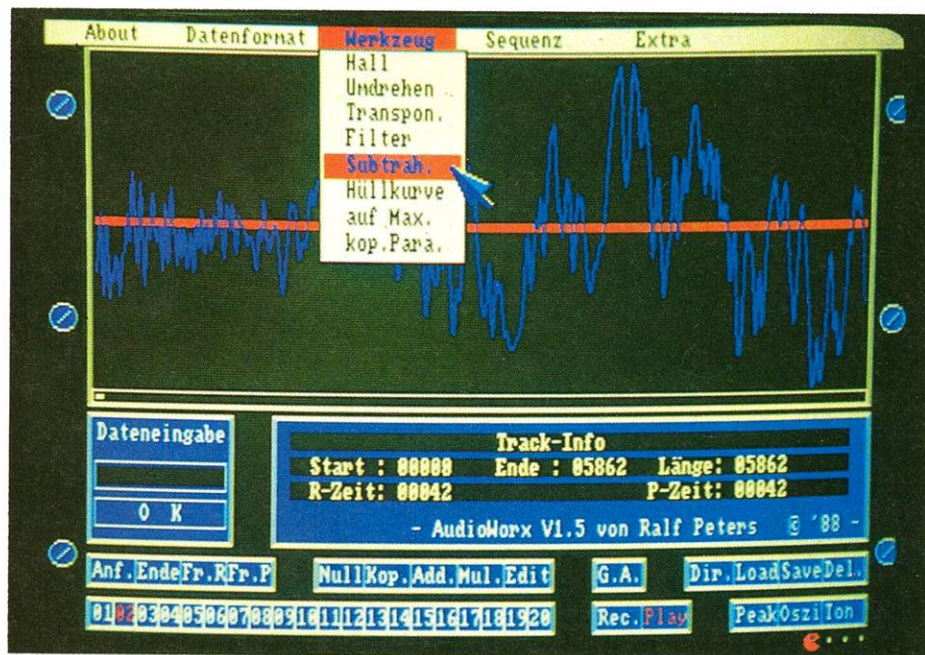 About Datenformat Werkzeug Sequenz Extra
Hall
Umdrehen
Transpon.
Filter
Subtrah.
Hüllkurve
auf Max.
kop.Para.
Dateneingabe
O K
Track-Info
Start : 00000 Ende : 05862 Länge: 05862
R-Zeit: 00042 P-Zeit: 00042
- AudioWorx V1.5 von Ralf Peters © '88 -
Anf. Ende Fr.R Fr.P Null Kop. Add. Mul. Edit G.A. Dir. Load Save Del.
01 02 03 04 05 06 07 08 09 10 11 12 13 14 15 16 17 18 19 20 Rec. Play Peak Oszi Ion